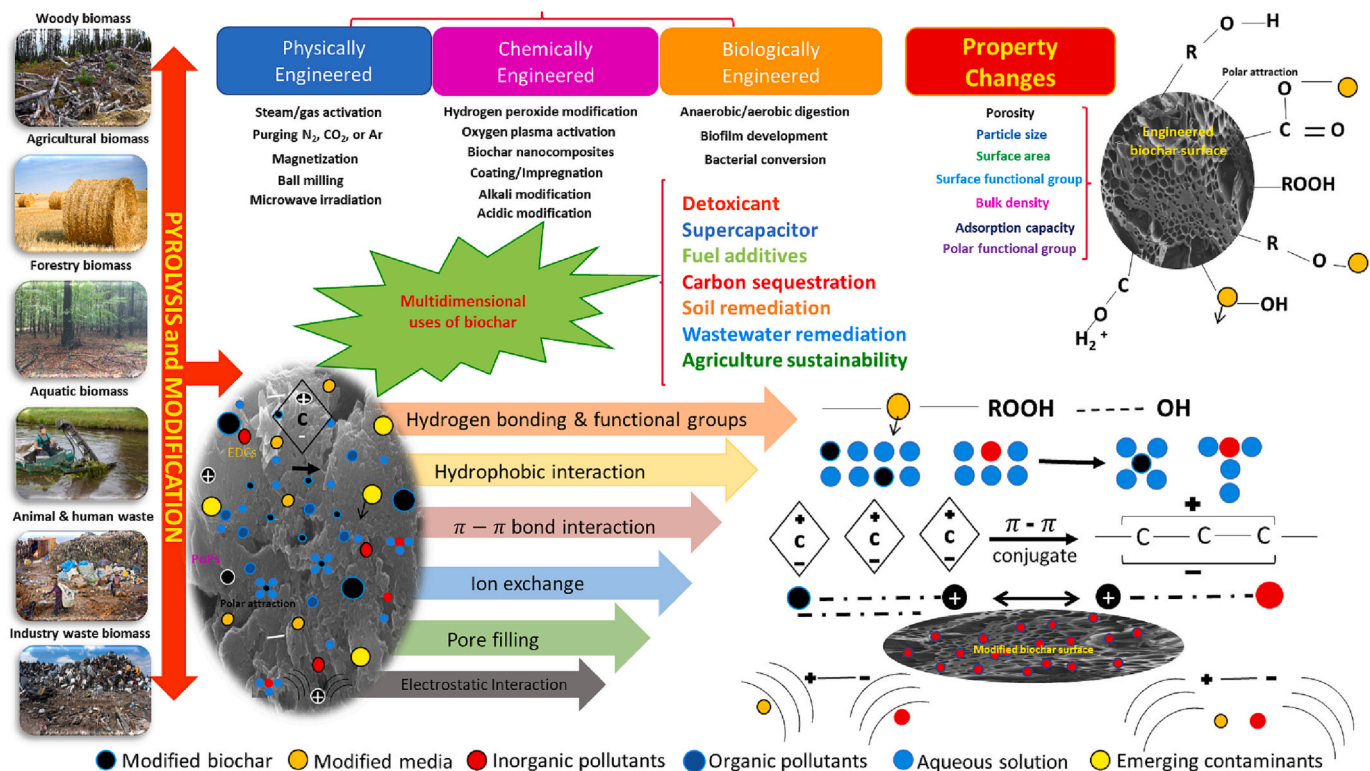 Woody biomass
Agricultural biomass
Forestry biomass
Aquatic biomass
Animal & human waste
Industry waste biomass
PYROLYSIS and MODIFICATION
Physically
Engineered
Steam/gas activation
Purging N₂, CO₂, or Ar
Magnetization
Ball milling
Microwave irradiation
Chemically
Engineered
Hydrogen peroxide modification
Oxygen plasma activation
Biochar nanocomposites
Coating/Impregnation
Alkali modification
Acidic modification
Biologically
Engineered
Anaerobic/aerobic digestion
Biofilm development
Bacterial conversion
Property
Changes
Porosity
Particle size
Surface area
Surface functional group
Bulk density
Adsorption capacity
Polar functional group
O H
R
Polar attraction
O
C = O
Engineered
biochar surface
ROOH
R O
OH
C
O
H₂ +
Multidimensional
uses of biochar
Detoxicant
Supercapacitor
Fuel additives
Carbon sequestration
Soil remediation
Wastewater remediation
Agriculture sustainability
+
C
-
EDCs
+
PoPs
Polar attraction
+
Hydrogen bonding & functional groups
Hydrophobic interaction
π − π bond interaction
Ion exchange
Pore filling
Electrostatic Interaction
ROOH ------ OH
+ + +
C C C
- - -
π - π
conjugate
+
C C C
-
+ +
Modified biochar surface
+ -
+ -
Modified biochar
Modified media
Inorganic pollutants
Organic pollutants
Aqueous solution
Emerging contaminants